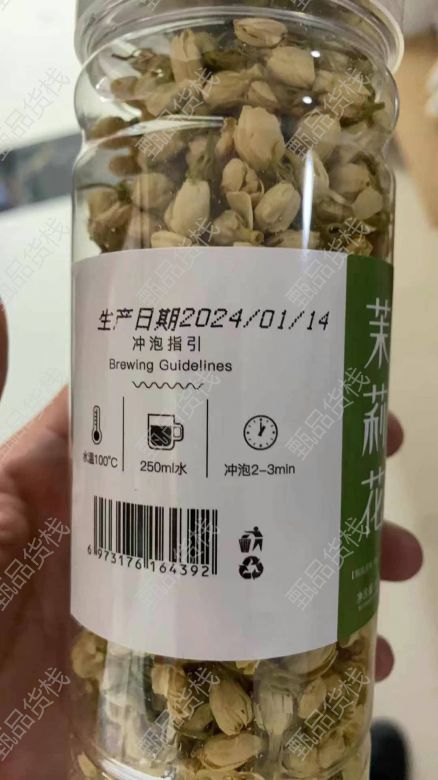 生产日期2024/01/14
冲泡指引
Brewing Guidelines
水温100°C
250ml水
冲泡2-3min
6 973176 164392
茉莉花
甄品货栈